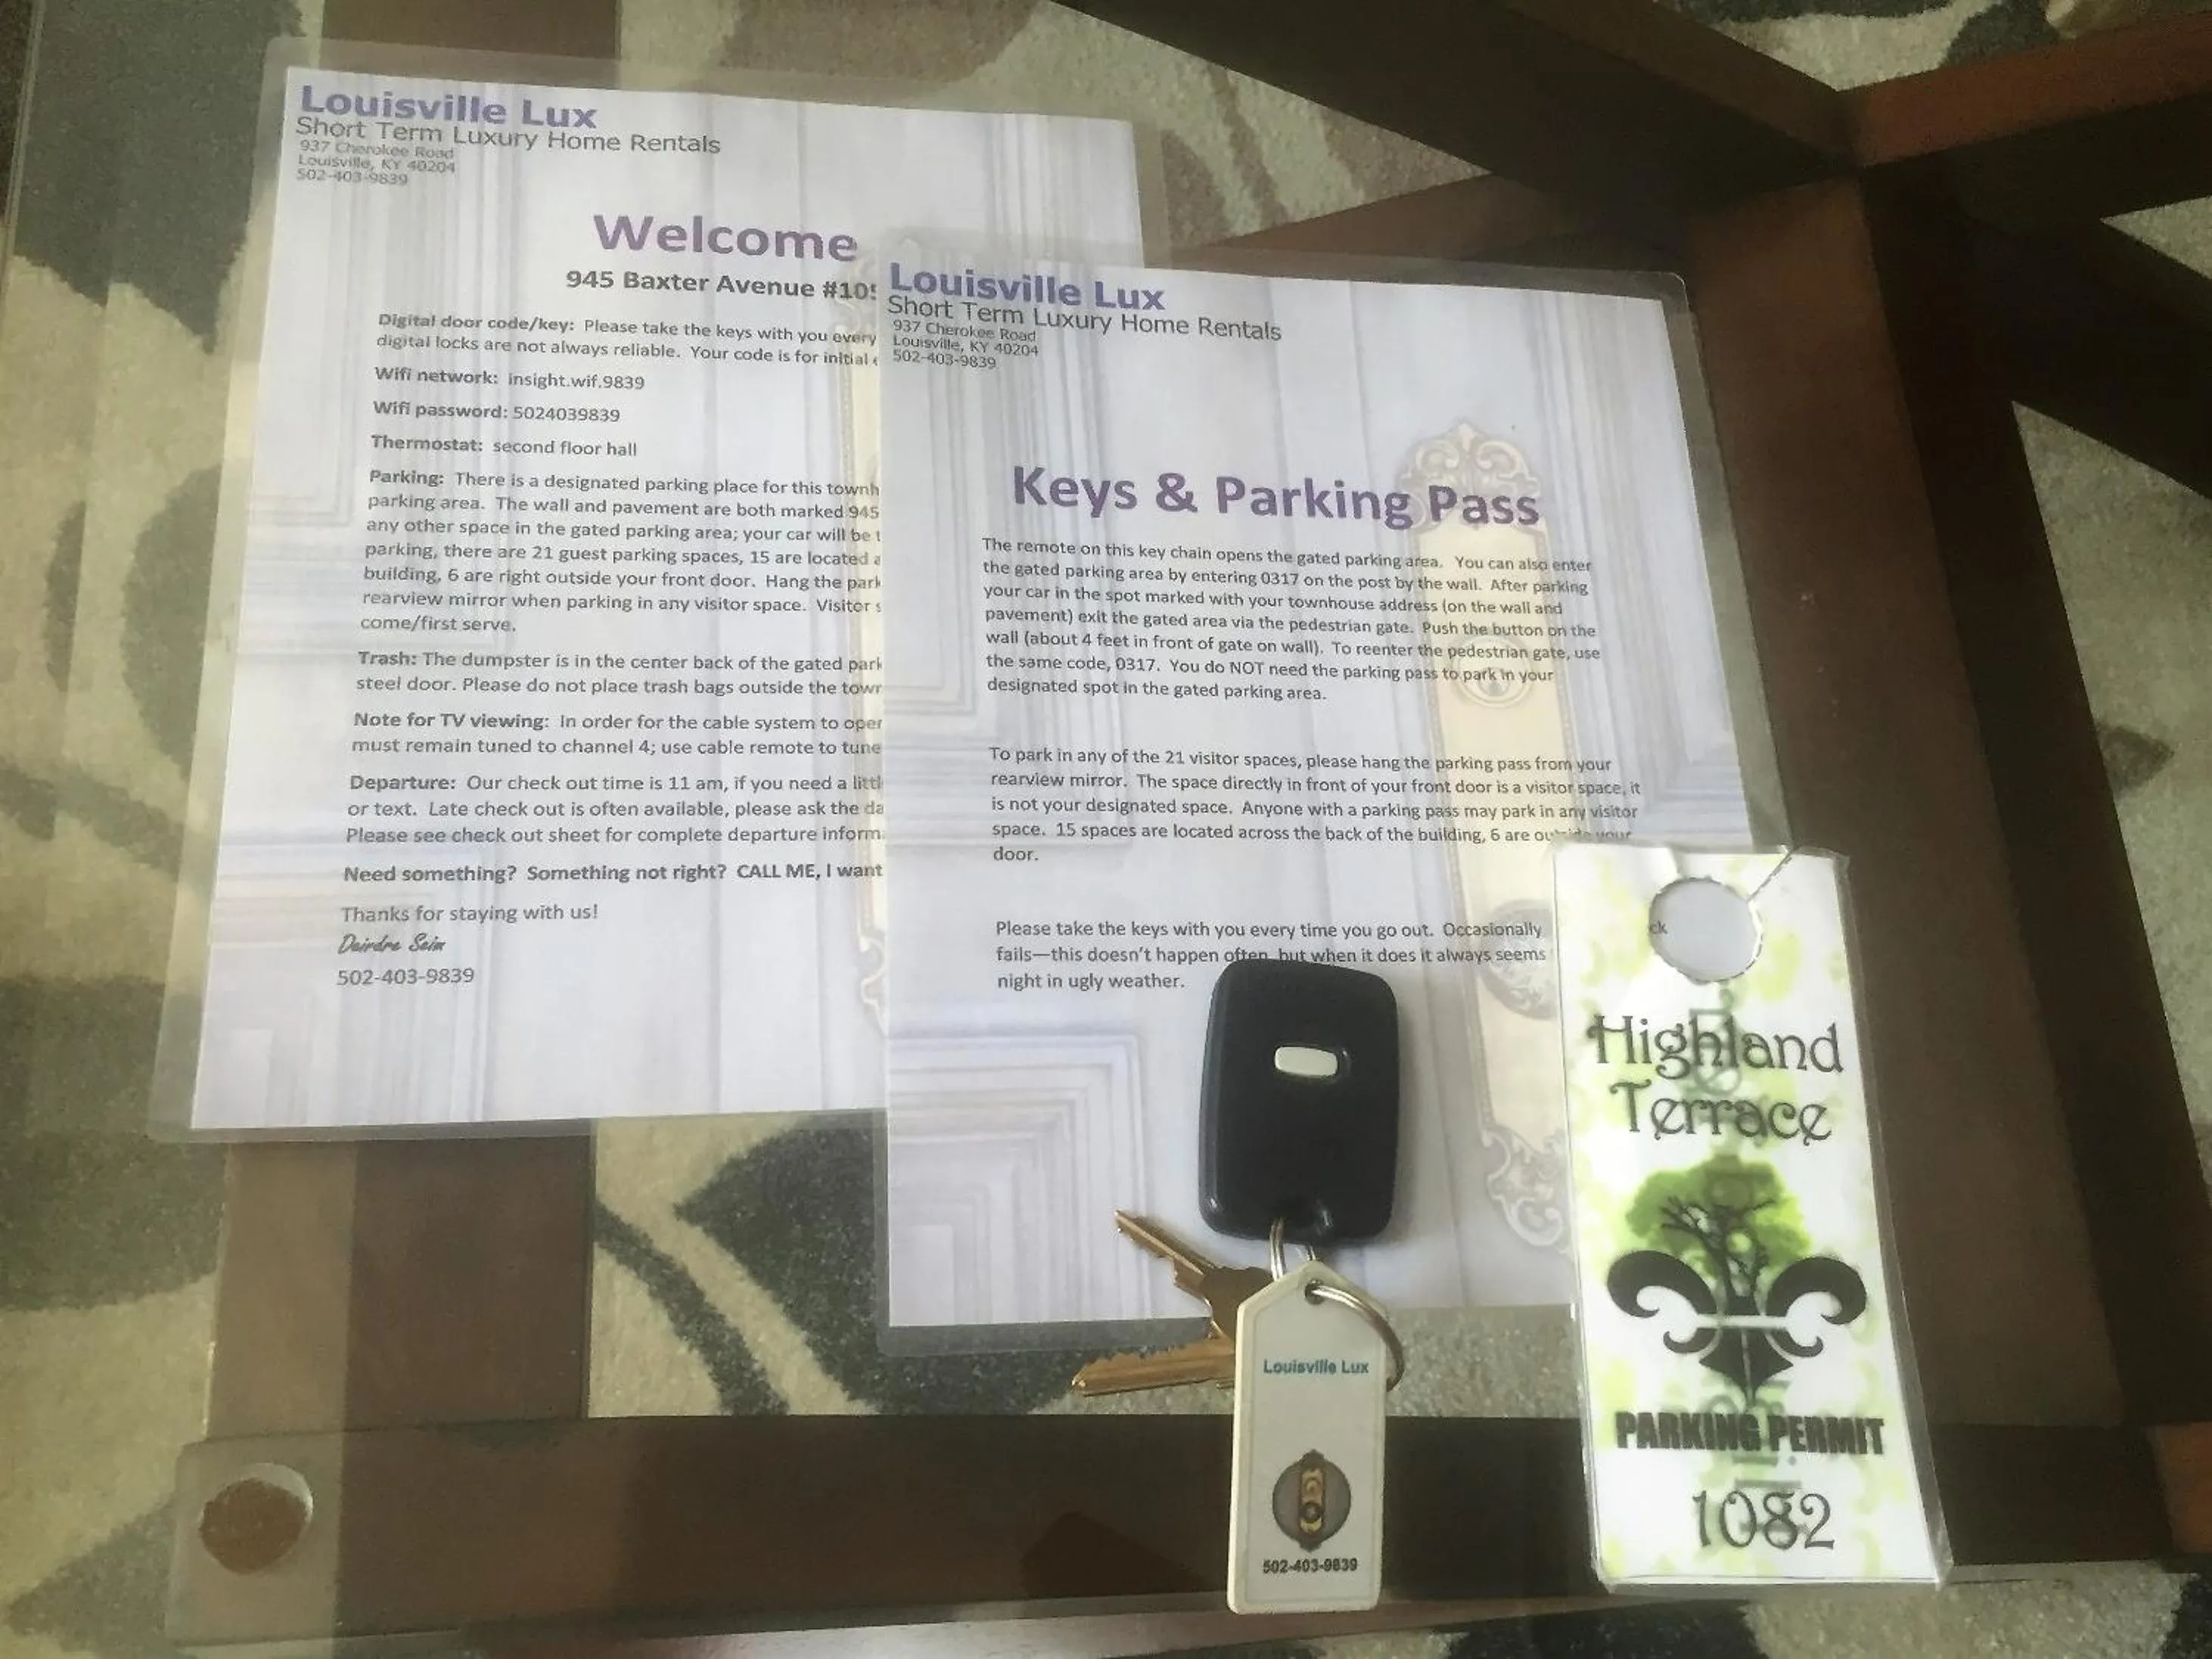 Louisville Lux
Short Term Luxury Home Rentals
937 Cherokee Road
Louisville, KY 40204
502-403-9839
Welcome
945 Baxter Avenue #10
Digital door code/key: Please take the keys with you every
digital locks are not always reliable. Your code is for initial
Wifi network: insight.wif.9839
Wifi password: 5024039839
Thermostat: second floor hall
Parking: There is a designated parking place for this townh
parking area. The wall and pavement are both marked 945
any other space in the gated parking area; your car will be t
parking, there are 21 guest parking spaces, 15 are located a
building, 6 are right outside your front door. Hang the park
rearview mirror when parking in any visitor space. Visitor s
come/first serve.
Trash: The dumpster is in the center back of the gated park
steel door. Please do not place trash bags outside the town
Note for TV viewing: In order for the cable system to oper
must remain tuned to channel 4; use cable remote to tune
Departure: Our check out time is 11 am, if you need a littl
or text. Late check out is often available, please ask the da
Please see check out sheet for complete departure inform
Need something? Something not right? CALL ME, I want
Thanks for staying with us!
Deirdre Seim
502-403-9839
Louisville Lux
Short Term Luxury Home Rentals
937 Cherokee Road
Louisville, KY 40204
502-403-9839
Keys & Parking Pass
The remote on this key chain opens the gated parking area. You can also enter
the gated parking area by entering 0317 on the post by the wall. After parking
your car in the spot marked with your townhouse address (on the wall and
pavement) exit the gated area via the pedestrian gate. Push the button on the
wall (about 4 feet in front of gate on wall). To reenter the pedestrian gate, use
the same code, 0317. You do NOT need the parking pass to park in your
designated spot in the gated parking area.
To park in any of the 21 visitor spaces, please hang the parking pass from your
rearview mirror. The space directly in front of your front door is a visitor space, it
is not your designated space. Anyone with a parking pass may park in any visitor
space. 15 spaces are located across the back of the building, 6 are outside your
door.
Please take the keys with you every time you go out. Occasionally
ck
fails—this doesn't happen often, but when it does it always seems
night in ugly weather.
Highland
Terrace
PARKING PERMIT
1082
Louisville Lux
502-403-9839